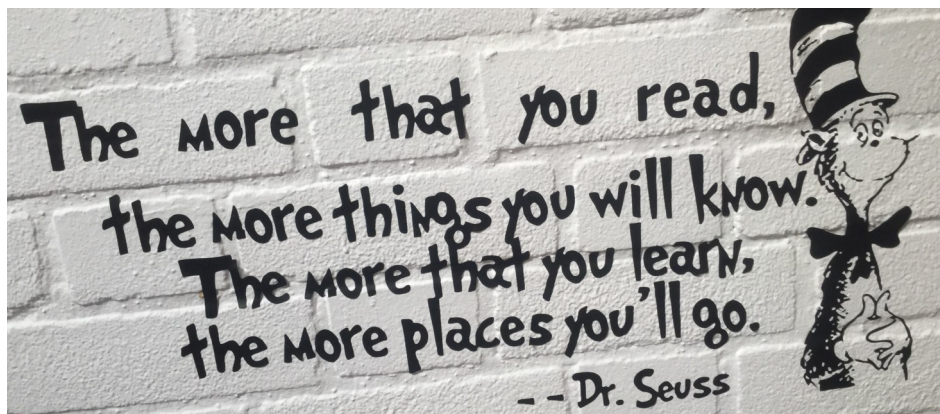 The more that you read,
the more things you will know.
The more that you learn,
the more places you'll go.
-- Dr. Seuss